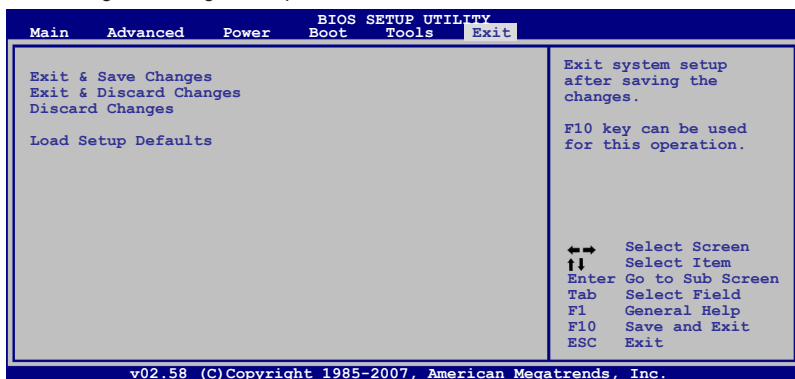 BIOS SETUP UTILITY
Main Advanced Power Boot Tools Exit
Exit & Save Changes
Exit & Discard Changes
Discard Changes
Load Setup Defaults
Exit system setup
after saving the
changes.
F10 key can be used
for this operation.
←→ Select Screen
↑↓ Select Item
Enter Go to Sub Screen
Tab Select Field
F1 General Help
F10 Save and Exit
ESC Exit
v02.58 (C)Copyright 1985-2007, American Megatrends, Inc.